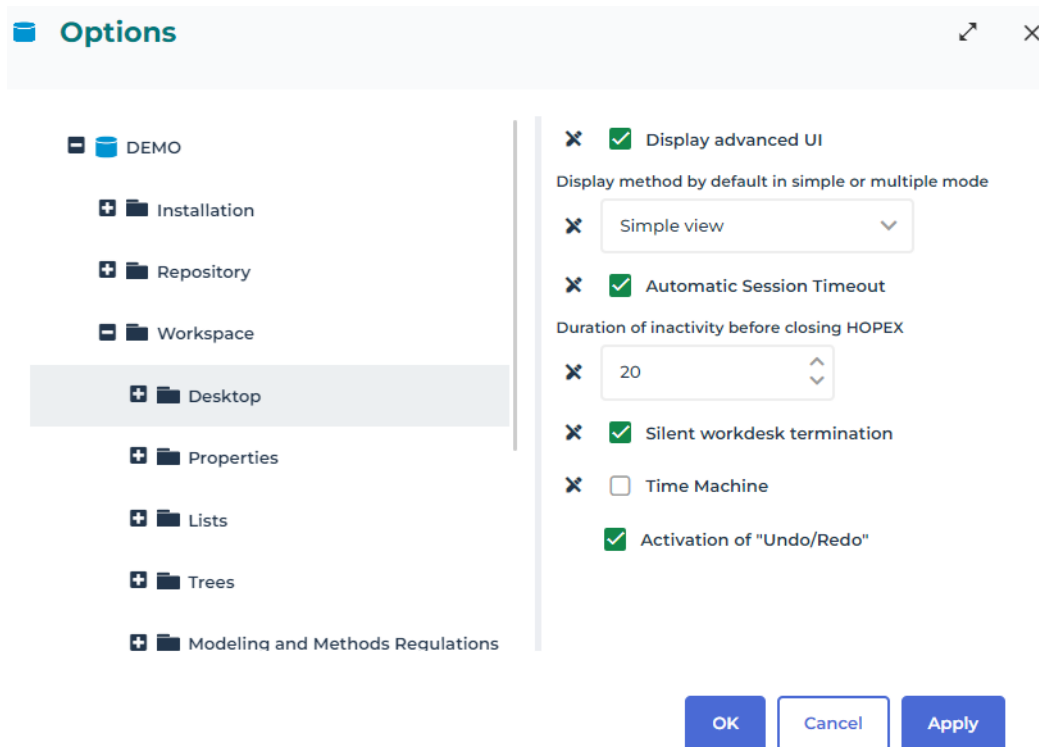 Options
DEMO
Installation
Repository
Workspace
Desktop
Properties
Lists
Trees
Modeling and Methods Regulations
Display advanced UI
Display method by default in simple or multiple mode
Simple view
Automatic Session Timeout
Duration of inactivity before closing HOPEX
20
Silent workdesk termination
Time Machine
Activation of "Undo/Redo"
OK
Cancel
Apply